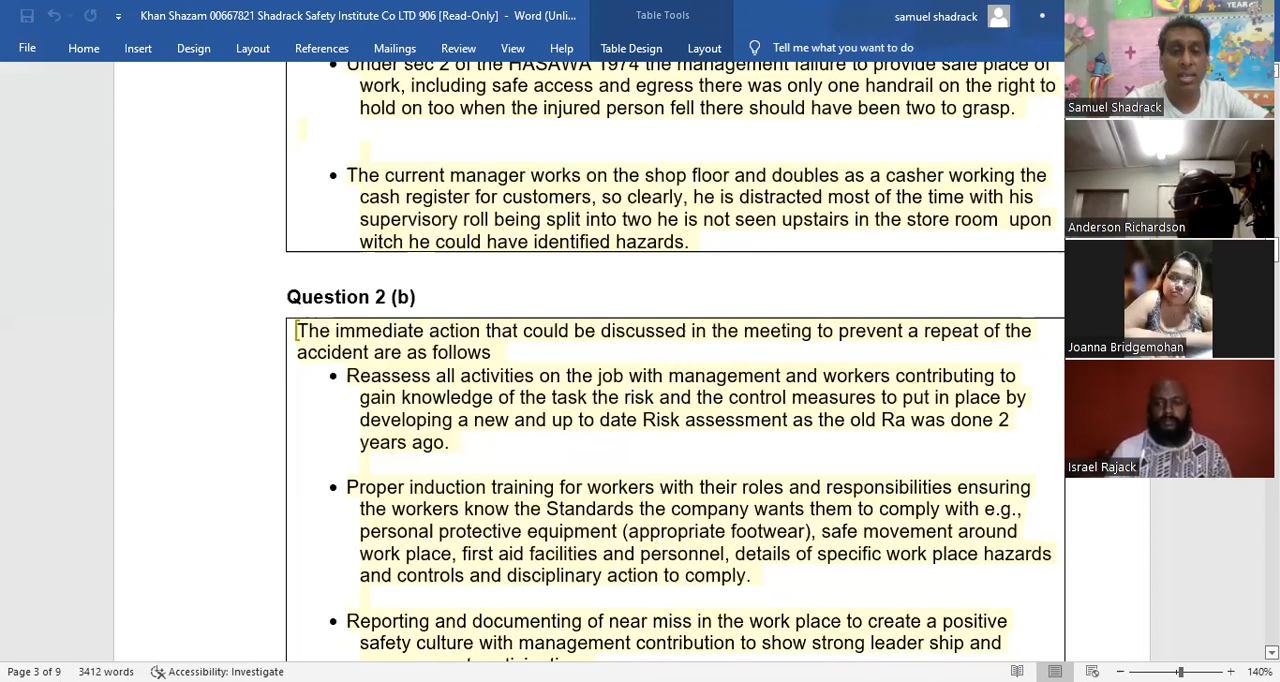 Khan Shazam 00667821 Shadrack Safety Institute Co LTD 906 [Read-Only] - Word (Unli...
Table Tools
samuel shadrack
File Home Insert Design Layout References Mailings Review View Help Table Design Layout Tell me what you want to do
Under sec 2 of the HASAWA 1974 the management failure to provide safe place of
work, including safe access and egress there was only one handrail on the right to
hold on too when the injured person fell there should have been two to grasp.
• The current manager works on the shop floor and doubles as a casher working the
cash register for customers, so clearly, he is distracted most of the time with his
supervisory roll being split into two he is not seen upstairs in the store room upon
witch he could have identified hazards.
Question 2 (b)
The immediate action that could be discussed in the meeting to prevent a repeat of the
accident are as follows
• Reassess all activities on the job with management and workers contributing to
gain knowledge of the task the risk and the control measures to put in place by
developing a new and up to date Risk assessment as the old Ra was done 2
years ago.
• Proper induction training for workers with their roles and responsibilities ensuring
the workers know the Standards the company wants them to comply with e.g.,
personal protective equipment (appropriate footwear), safe movement around
work place, first aid facilities and personnel, details of specific work place hazards
and controls and disciplinary action to comply.
• Reporting and documenting of near miss in the work place to create a positive
safety culture with management contribution to show strong leader ship and
Samuel Shadrack
Anderson Richardson
Joanna Bridgemohan
Israel Rajack
Page 3 of 9 3412 words Accessibility: Investigate 140%